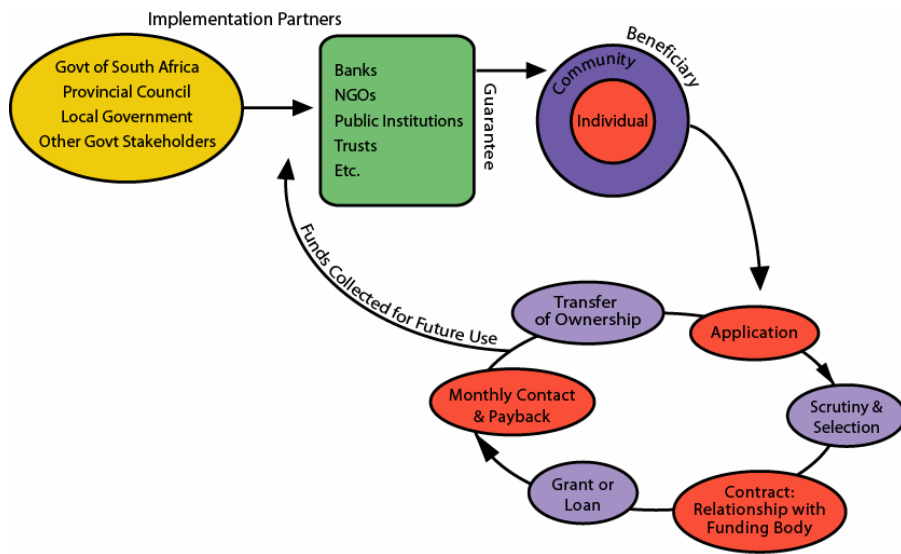 Implementation Partners
Govt of South Africa
Provincial Council
Local Government
Other Govt Stakeholders
Banks
NGOs
Public Institutions
Trusts
Etc.
Guarantee
Beneficiary
Community
Individual
Funds Collected for Future Use
Transfer
of Ownership
Application
Scrutiny &
Selection
Contract:
Relationship with
Funding Body
Grant or
Loan
Monthly Contact
& Payback